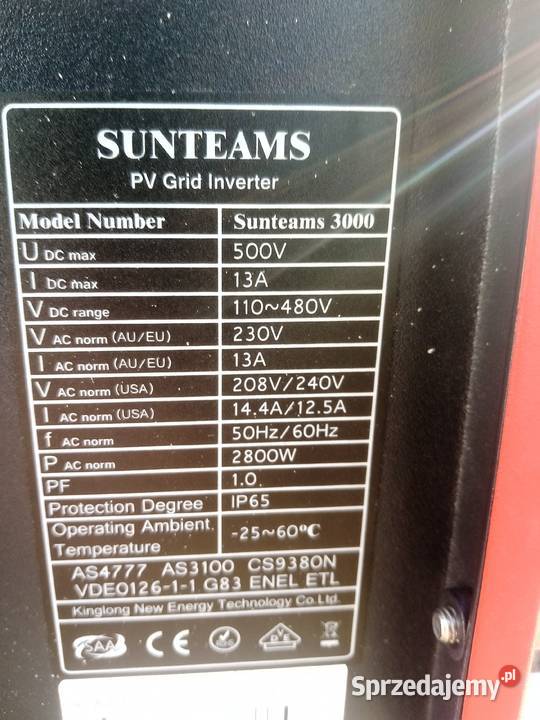 SUNTEAMS
PV Grid Inverter
Model Number Sunteams 3000
U DC max 500V
I DC max 13A
V DC range 110~480V
V AC norm (AU/EU) 230V
I AC norm (AU/EU) 13A
V AC norm (USA) 208V/240V
I AC norm (USA) 14.4A/12.5A
f AC norm 50Hz/60Hz
P AC norm 2800W
PF 1.0
Protection Degree IP65
Operating Ambient Temperature -25~60℃
AS4777 AS3100 CS9380N
VDE0126-1-1 G83 ENEL ETL
Kinglong New Energy Technology Co.Ltd.
SAA CE VDE
Sprzedajemy.pl